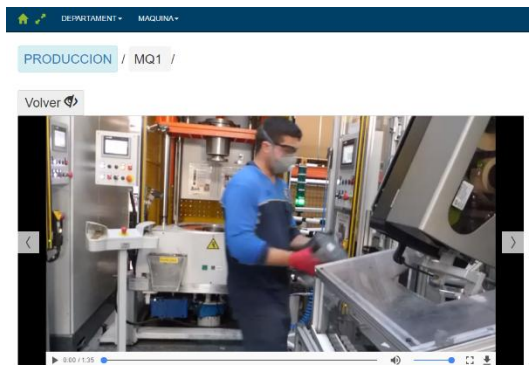 DEPARTAMENT MAQUINA
PRODUCCION / MQ1 /
Volver
0:00 / 1:35